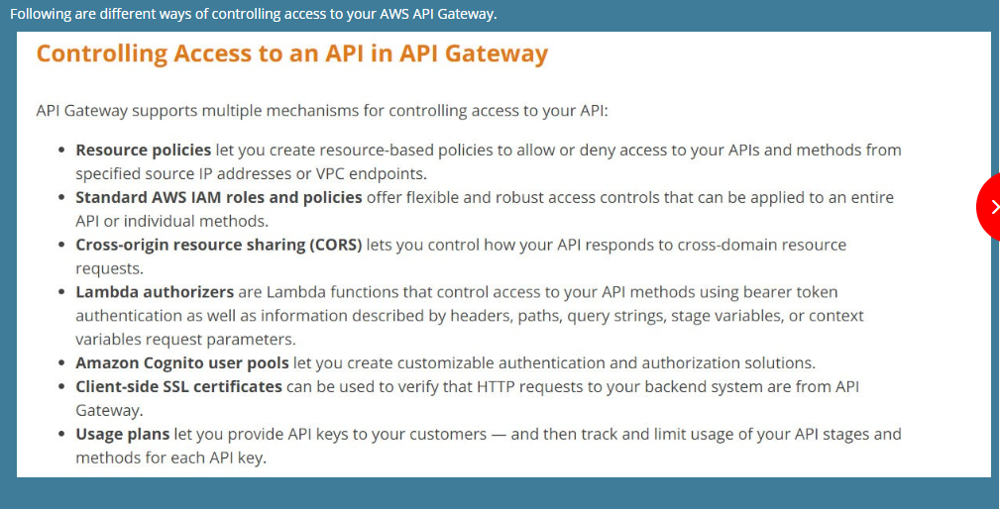 Following are different ways of controlling access to your AWS API Gateway.
Controlling Access to an API in API Gateway
API Gateway supports multiple mechanisms for controlling access to your API:
• Resource policies let you create resource-based policies to allow or deny access to your APIs and methods from
specified source IP addresses or VPC endpoints.
• Standard AWS IAM roles and policies offer flexible and robust access controls that can be applied to an entire
API or individual methods.
• Cross-origin resource sharing (CORS) lets you control how your API responds to cross-domain resource
requests.
• Lambda authorizers are Lambda functions that control access to your API methods using bearer token
authentication as well as information described by headers, paths, query strings, stage variables, or context
variables request parameters.
• Amazon Cognito user pools let you create customizable authentication and authorization solutions.
• Client-side SSL certificates can be used to verify that HTTP requests to your backend system are from API
Gateway.
• Usage plans let you provide API keys to your customers — and then track and limit usage of your API stages and
methods for each API key.